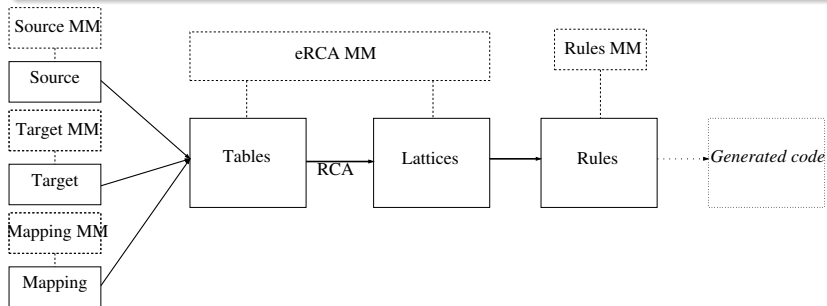 Source MM
Source
Target MM
Target
Mapping MM
Mapping
eRCA MM
Tables
RCA
Lattices
Rules MM
Rules
Generated code